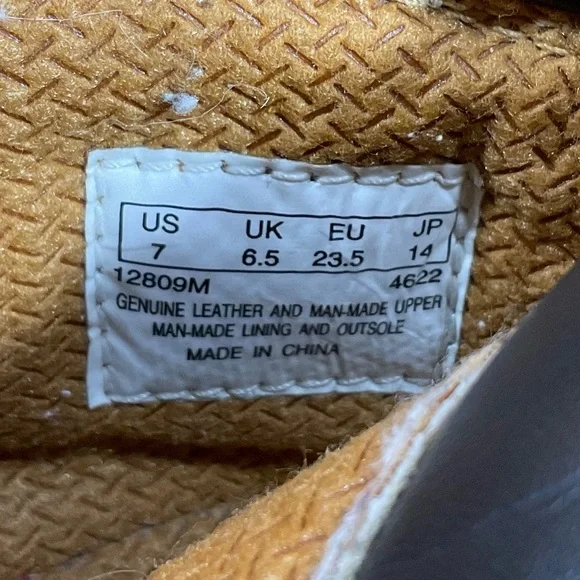 US UK EU JP
7 6.5 23.5 14
12809M 4622
GENUINE LEATHER AND MAN-MADE UPPER
MAN-MADE LINING AND OUTSOLE
MADE IN CHINA